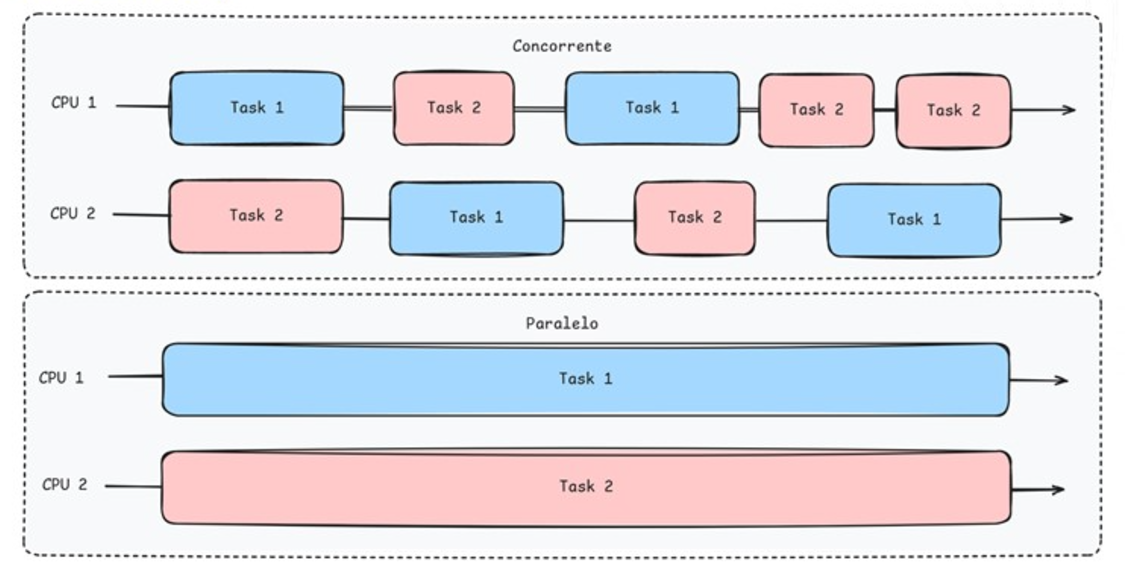 Concorrente
CPU 1 Task 1 Task 2 Task 1 Task 2 Task 2
CPU 2 Task 2 Task 1 Task 2 Task 1
Paralelo
CPU 1 Task 1
CPU 2 Task 2